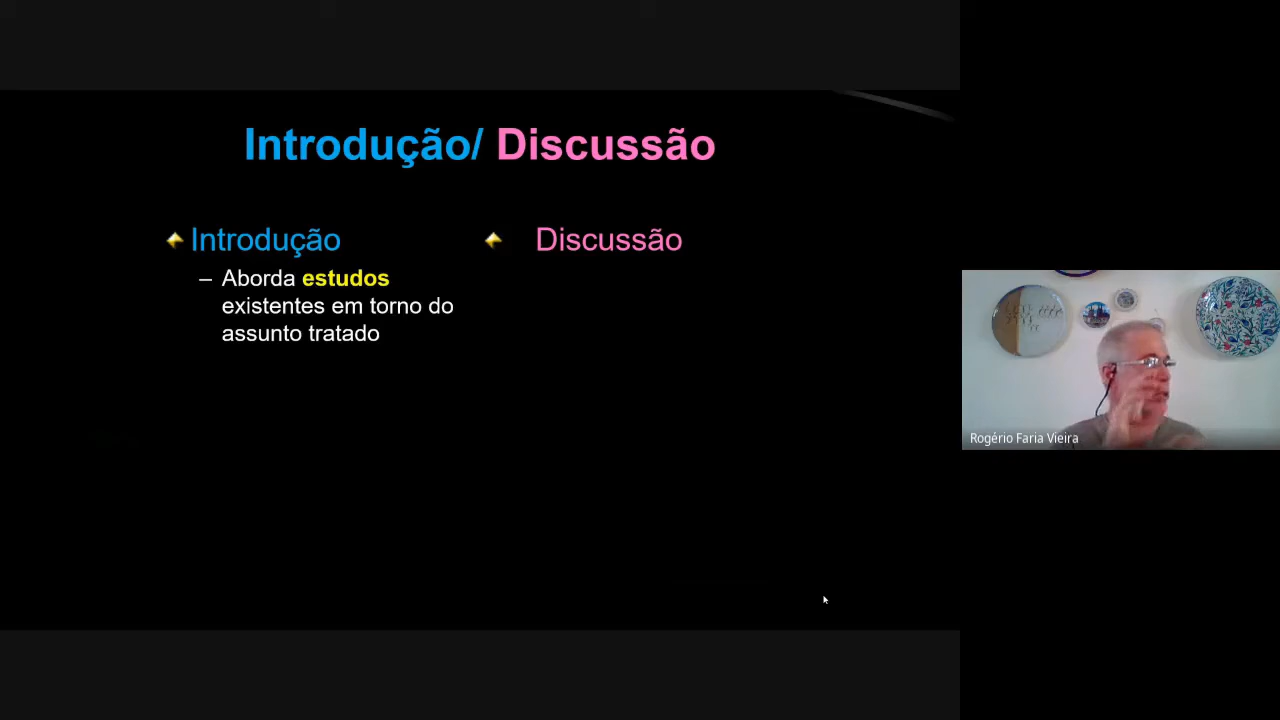 Introdução/ Discussão
Introdução
– Aborda estudos
existentes em torno do
assunto tratado
Discussão
Rogério Faria Vieira